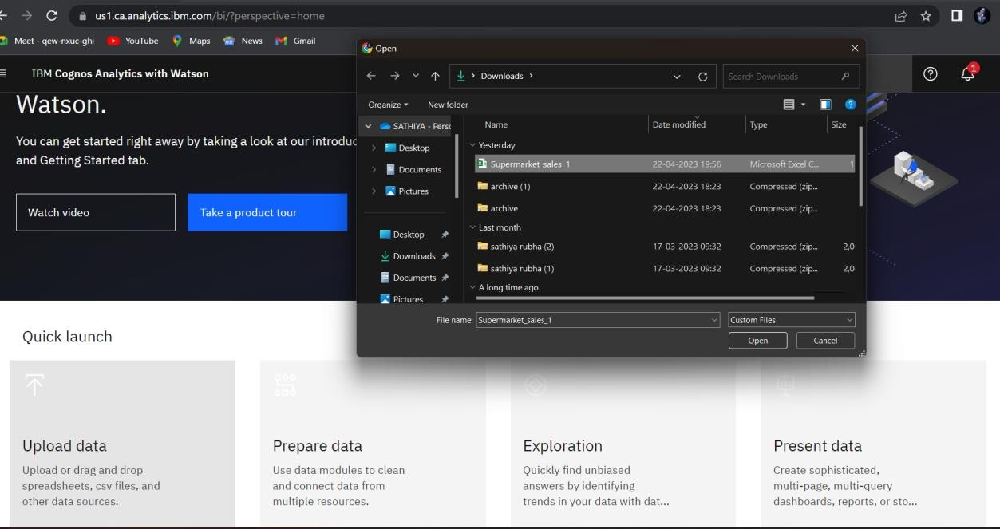 us1.ca.analytics.ibm.com/bi/?perspective=home
Meet - qew-nxuc-ghi YouTube Maps News Gmail
IBM Cognos Analytics with Watson
1
Watson.
You can get started right away by taking a look at our introduc
and Getting Started tab.
Watch video
Take a product tour
Open
Downloads
Search Downloads
Organize New folder
SATHIYA - Perso
Desktop
Documents
Pictures
Desktop
Downloads
Documents
Pictures
Name Date modified Type Size
Yesterday
Supermarket_sales_1 22-04-2023 19:56 Microsoft Excel C... 1
archive (1) 22-04-2023 18:23 Compressed (zip...
archive 22-04-2023 18:23 Compressed (zip...
Last month
sathiya rubha (2) 17-03-2023 09:32 Compressed (zip... 2,0
sathiya rubha (1) 17-03-2023 09:32 Compressed (zip... 2,0
A long time ago
File name: Supermarket_sales_1 Custom Files
Open Cancel
Quick launch
Upload data
Upload or drag and drop
spreadsheets, csv files, and
other data sources.
Prepare data
Use data modules to clean
and connect data from
multiple resources.
Exploration
Quickly find unbiased
answers by identifying
trends in your data with dat...
Present data
Create sophisticated,
multi-page, multi-query
dashboards, reports, or sto...